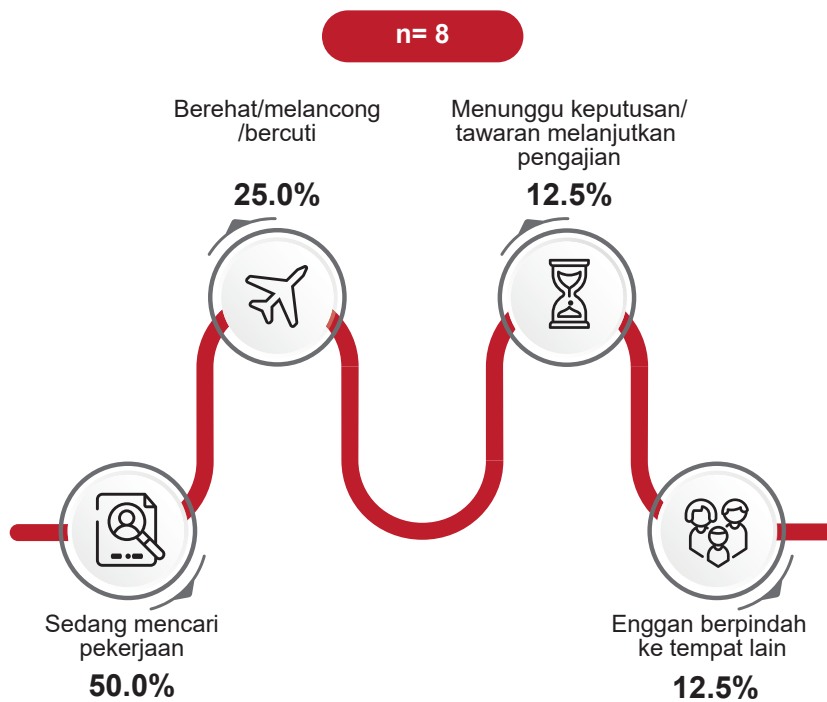 n= 8
Berehat/melancong
/bercuti
25.0%
Menunggu keputusan/
tawaran melanjutkan
pengajian
12.5%
Sedang mencari
pekerjaan
50.0%
Enggan berpindah
ke tempat lain
12.5%